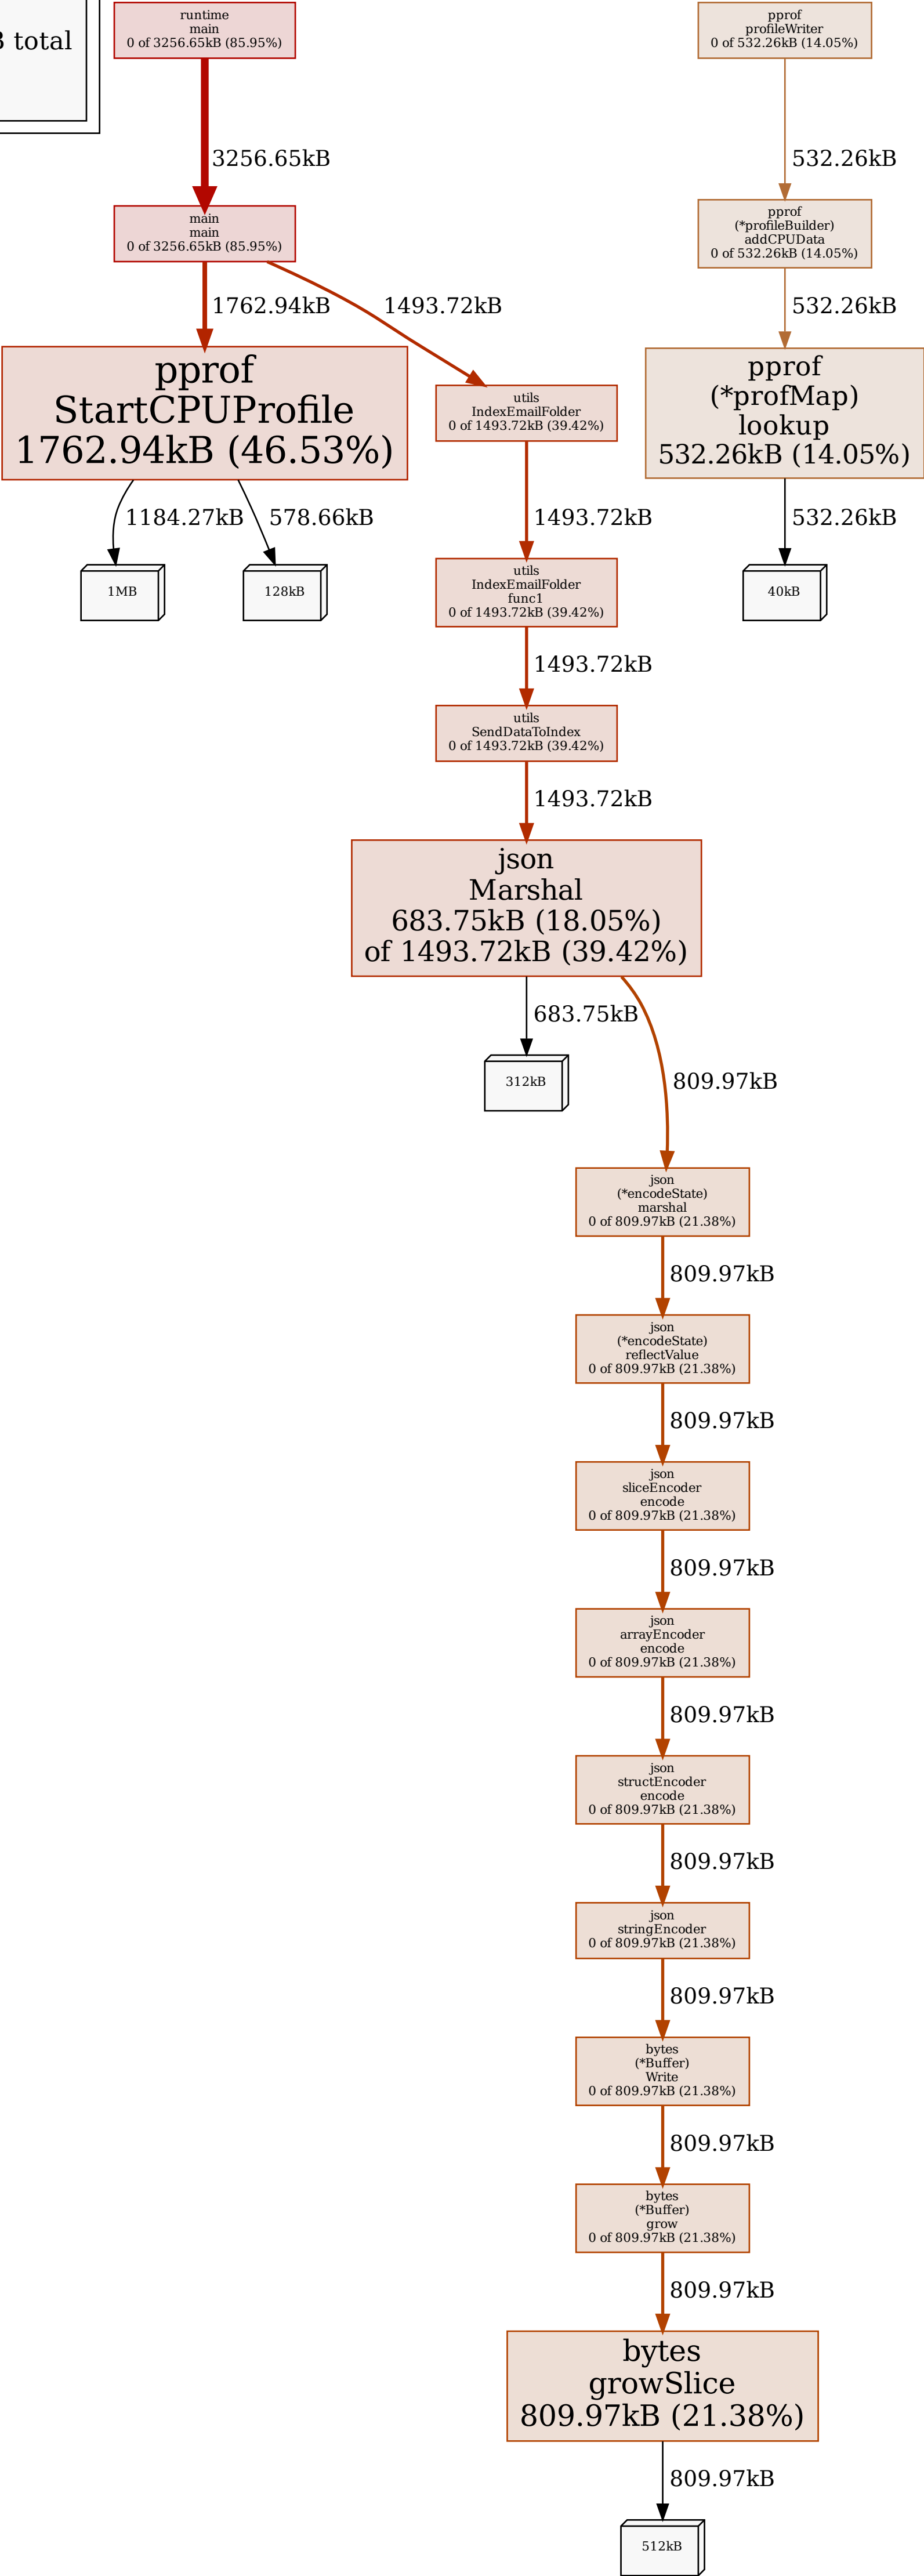 total
runtime
main
0 of 3256.65kB (85.95%)
pprof
profileWriter
0 of 532.26kB (14.05%)
3256.65kB
532.26kB
main
main
0 of 3256.65kB (85.95%)
pprof
(*profileBuilder)
addCPUData
0 of 532.26kB (14.05%)
1762.94kB
1493.72kB
532.26kB
pprof
StartCPUProfile
1762.94kB (46.53%)
utils
IndexEmailFolder
0 of 1493.72kB (39.42%)
pprof
(*profMap)
lookup
532.26kB (14.05%)
1184.27kB
578.66kB
1493.72kB
532.26kB
1MB
128kB
utils
IndexEmailFolder
func1
0 of 1493.72kB (39.42%)
40kB
1493.72kB
utils
SendDataToIndex
0 of 1493.72kB (39.42%)
1493.72kB
json
Marshal
683.75kB (18.05%)
of 1493.72kB (39.42%)
683.75kB
809.97kB
312kB
json
(*encodeState)
marshal
0 of 809.97kB (21.38%)
809.97kB
json
(*encodeState)
reflectValue
0 of 809.97kB (21.38%)
809.97kB
json
sliceEncoder
encode
0 of 809.97kB (21.38%)
809.97kB
json
arrayEncoder
encode
0 of 809.97kB (21.38%)
809.97kB
json
structEncoder
encode
0 of 809.97kB (21.38%)
809.97kB
json
stringEncoder
0 of 809.97kB (21.38%)
809.97kB
bytes
(*Buffer)
Write
0 of 809.97kB (21.38%)
809.97kB
bytes
(*Buffer)
grow
0 of 809.97kB (21.38%)
809.97kB
bytes
growSlice
809.97kB (21.38%)
809.97kB
512kB